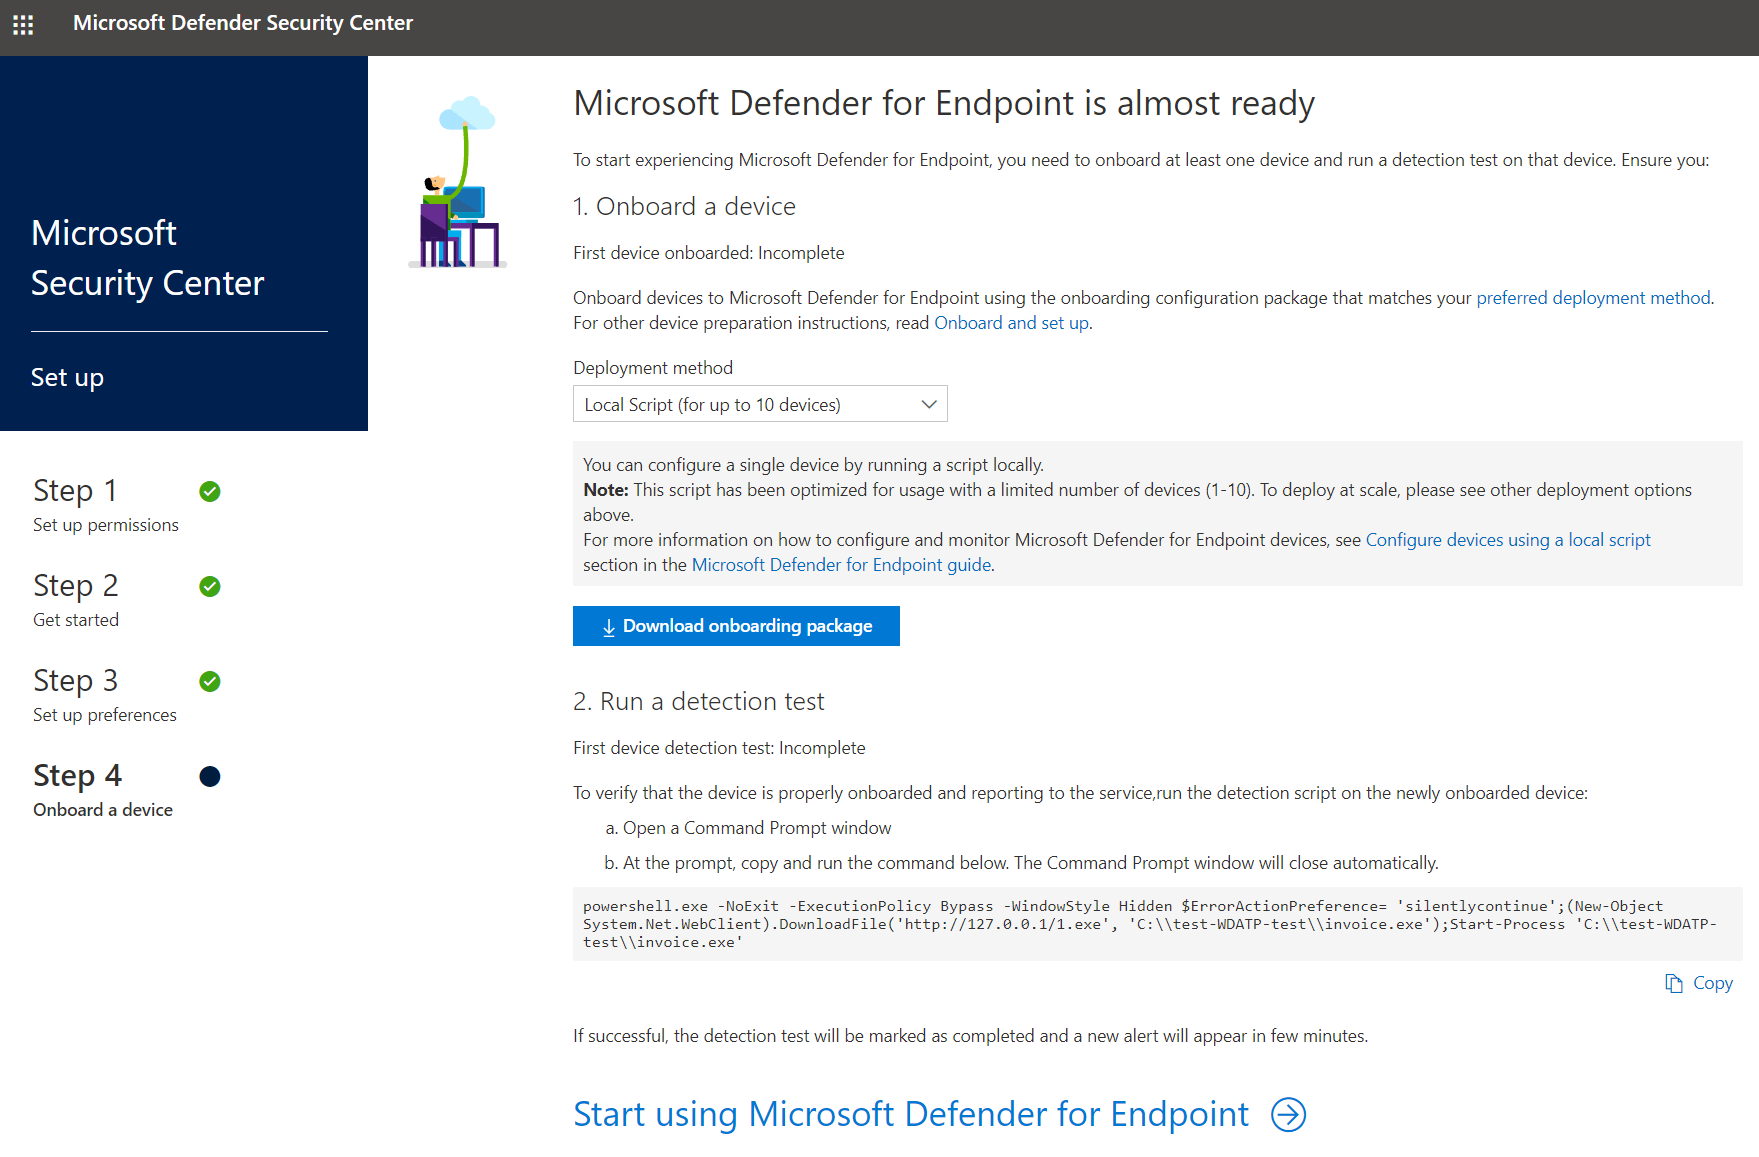 Microsoft Defender Security Center
Microsoft
Security Center
Set up
Step 1
Set up permissions
Step 2
Get started
Step 3
Set up preferences
Step 4
Onboard a device
Microsoft Defender for Endpoint is almost ready
To start experiencing Microsoft Defender for Endpoint, you need to onboard at least one device and run a detection test on that device. Ensure you:
1. Onboard a device
First device onboarded: Incomplete
Onboard devices to Microsoft Defender for Endpoint using the onboarding configuration package that matches your preferred deployment method.
For other device preparation instructions, read Onboard and set up.
Deployment method
Local Script (for up to 10 devices)
You can configure a single device by running a script locally.
Note: This script has been optimized for usage with a limited number of devices (1-10). To deploy at scale, please see other deployment options
above.
For more information on how to configure and monitor Microsoft Defender for Endpoint devices, see Configure devices using a local script
section in the Microsoft Defender for Endpoint guide.
Download onboarding package
2. Run a detection test
First device detection test: Incomplete
To verify that the device is properly onboarded and reporting to the service,run the detection script on the newly onboarded device:
a. Open a Command Prompt window
b. At the prompt, copy and run the command below. The Command Prompt window will close automatically.
powershell.exe -NoExit -ExecutionPolicy Bypass -WindowStyle Hidden $ErrorActionPreference= 'silentlycontinue';(New-Object
System.Net.WebClient).DownloadFile('http://127.0.0.1/1.exe', 'C:\\test-WDATP-test\\invoice.exe');Start-Process 'C:\\test-WDATP-
test\\invoice.exe'
Copy
If successful, the detection test will be marked as completed and a new alert will appear in few minutes.
Start using Microsoft Defender for Endpoint